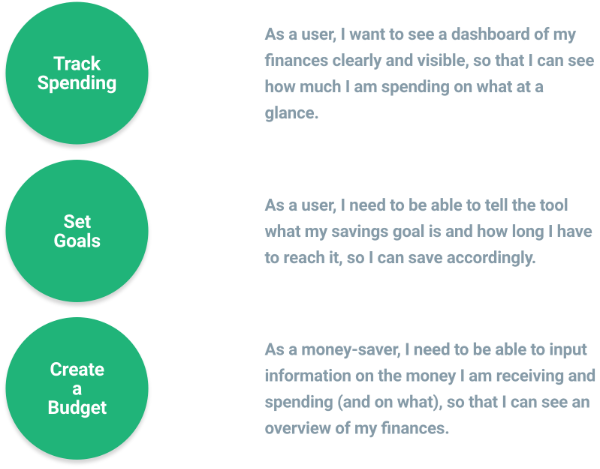 Track
Spending
As a user, I want to see a dashboard of my
finances clearly and visible, so that I can see
how much I am spending on what at a
glance.
Set
Goals
As a user, I need to be able to tell the tool
what my savings goal is and how long I have
to reach it, so I can save accordingly.
Create
a
Budget
As a money-saver, I need to be able to input
information on the money I am receiving and
spending (and on what), so that I can see an
overview of my finances.